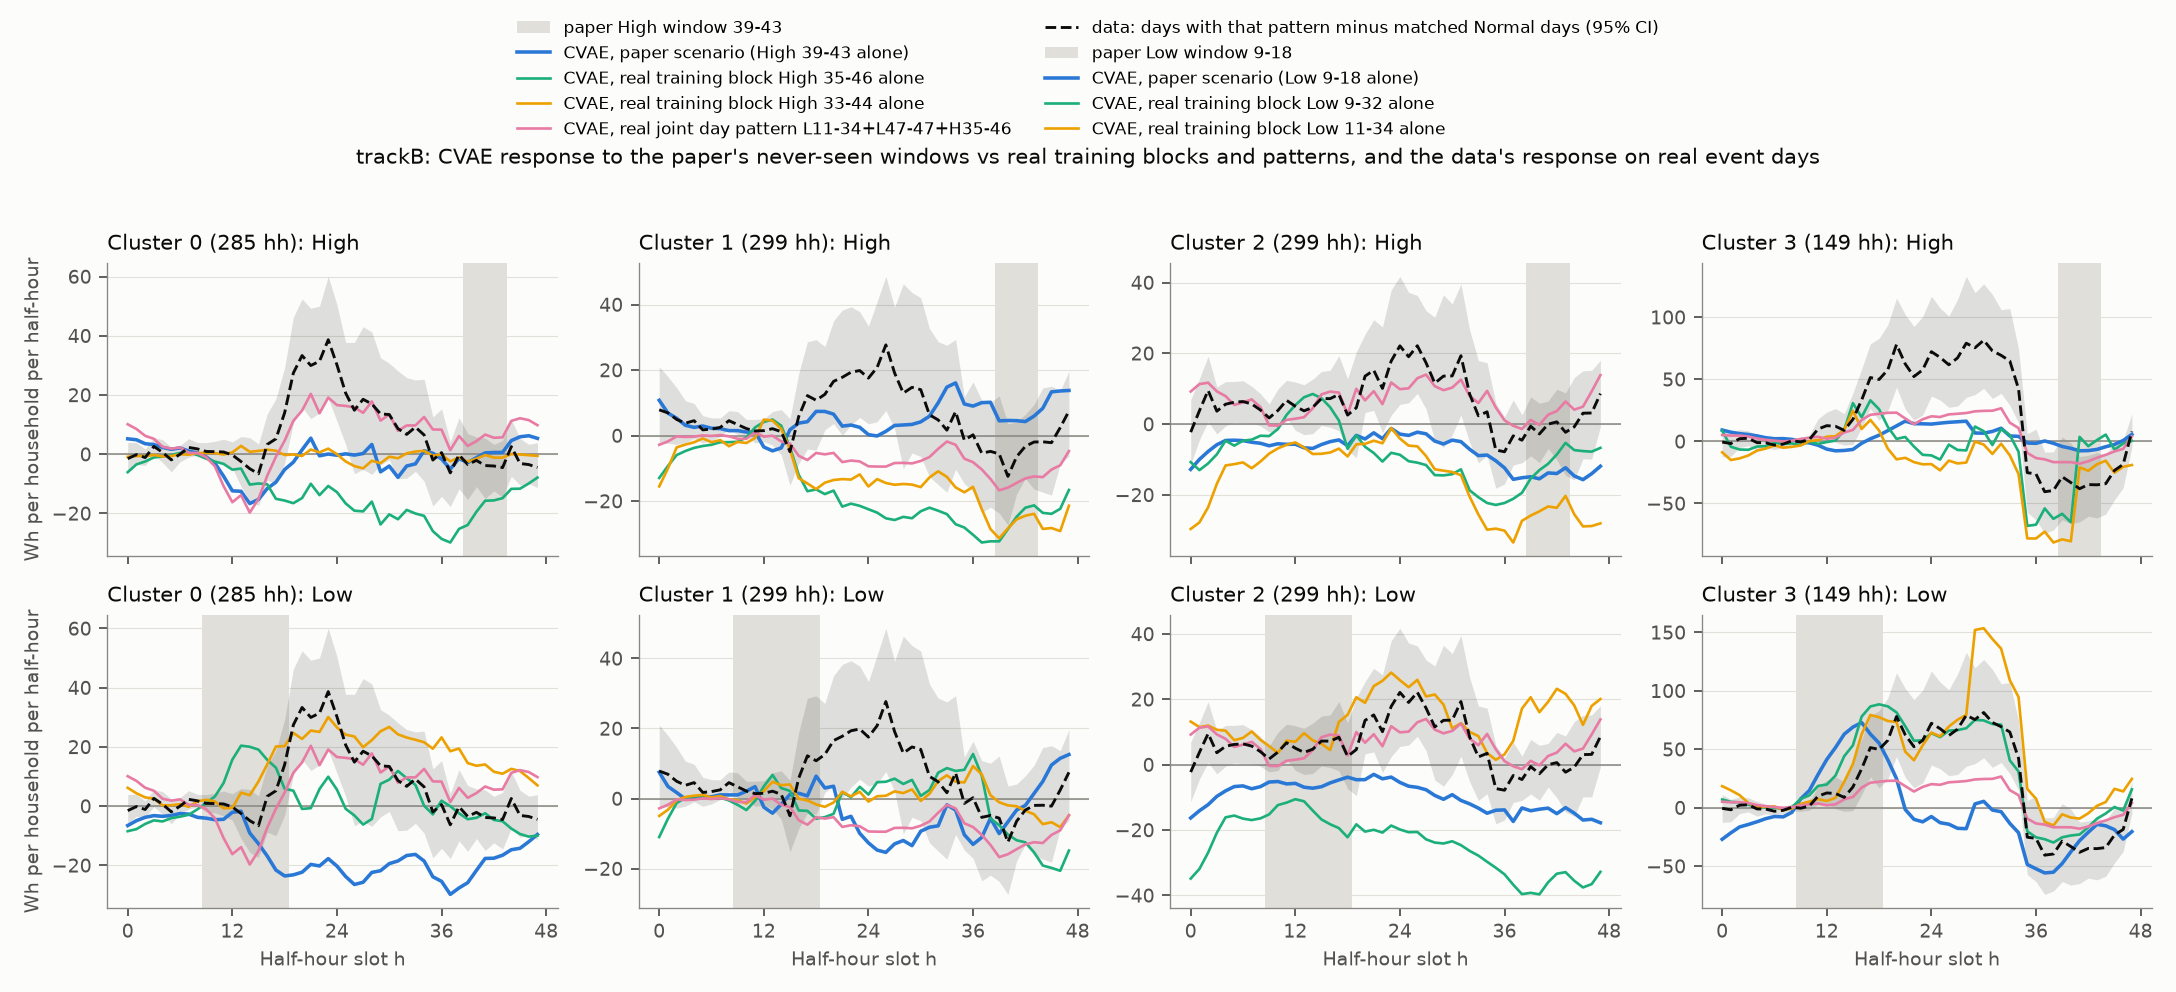 paper High window 39-43
CVAE, paper scenario (High 39-43 alone)
CVAE, real training block High 35-46 alone
CVAE, real training block High 33-44 alone
CVAE, real joint day pattern L11-34+L47-47+H35-46
data: days with that pattern minus matched Normal days (95% CI)
paper Low window 9-18
CVAE, paper scenario (Low 9-18 alone)
CVAE, real training block Low 9-32 alone
CVAE, real training block Low 11-34 alone
trackB: CVAE response to the paper's never-seen windows vs real training blocks and patterns, and the data's response on real event days
Cluster 0 (285 hh): High
Wh per household per half-hour
60
40
20
0
−20
Cluster 1 (299 hh): High
40
20
0
−20
Cluster 2 (299 hh): High
40
20
0
−20
Cluster 3 (149 hh): High
100
50
0
−50
Cluster 0 (285 hh): Low
Wh per household per half-hour
60
40
20
0
−20
0 12 24 36 48
Half-hour slot h
Cluster 1 (299 hh): Low
40
20
0
−20
0 12 24 36 48
Half-hour slot h
Cluster 2 (299 hh): Low
40
20
0
−20
−40
0 12 24 36 48
Half-hour slot h
Cluster 3 (149 hh): Low
150
100
50
0
−50
0 12 24 36 48
Half-hour slot h